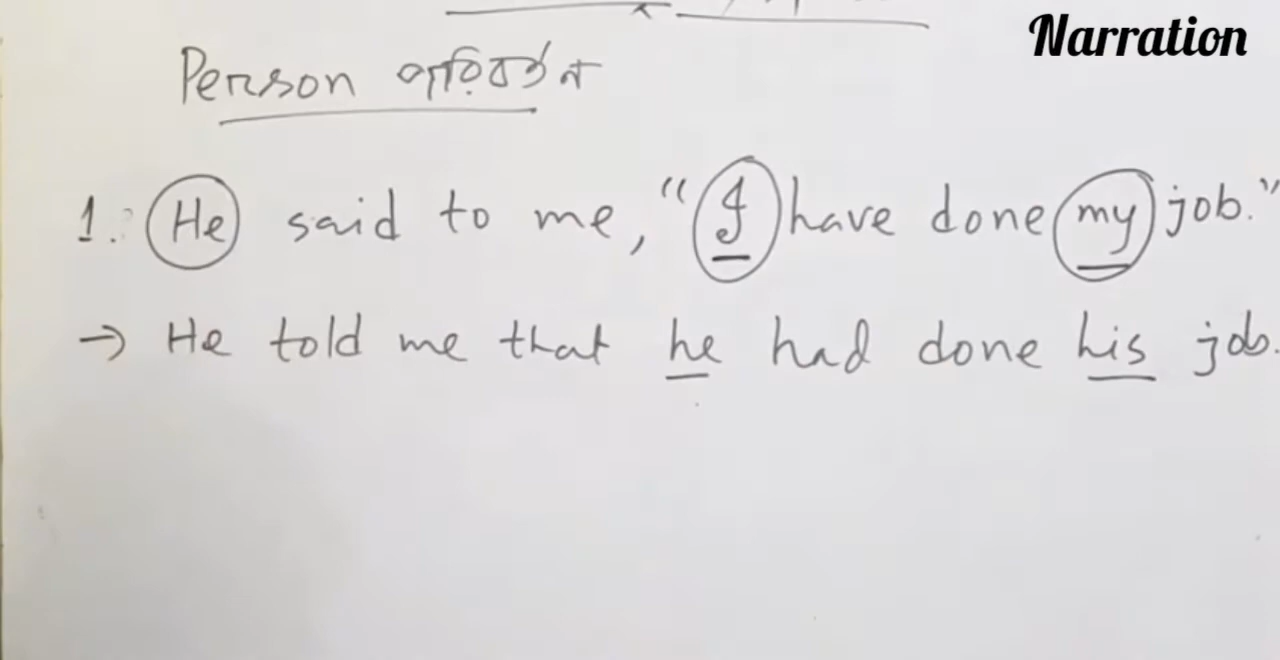 Narration
Person পরিবর্তন
1. He said to me, "I have done my job."
→ He told me that he had done his job.